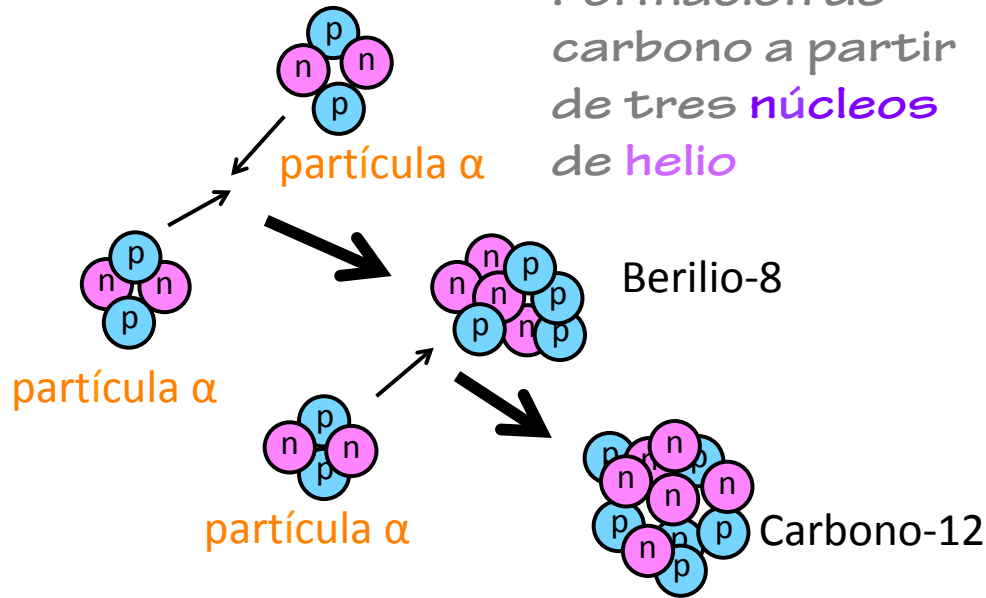 p
n n
p
carbono a partir
de tres núcleos
de helio
partícula α
p
n n
p
partícula α
n p
n n p
p n p
Berilio-8
p
n n
p
partícula α
n
p n p
n n n
p p p
n p
Carbono-12